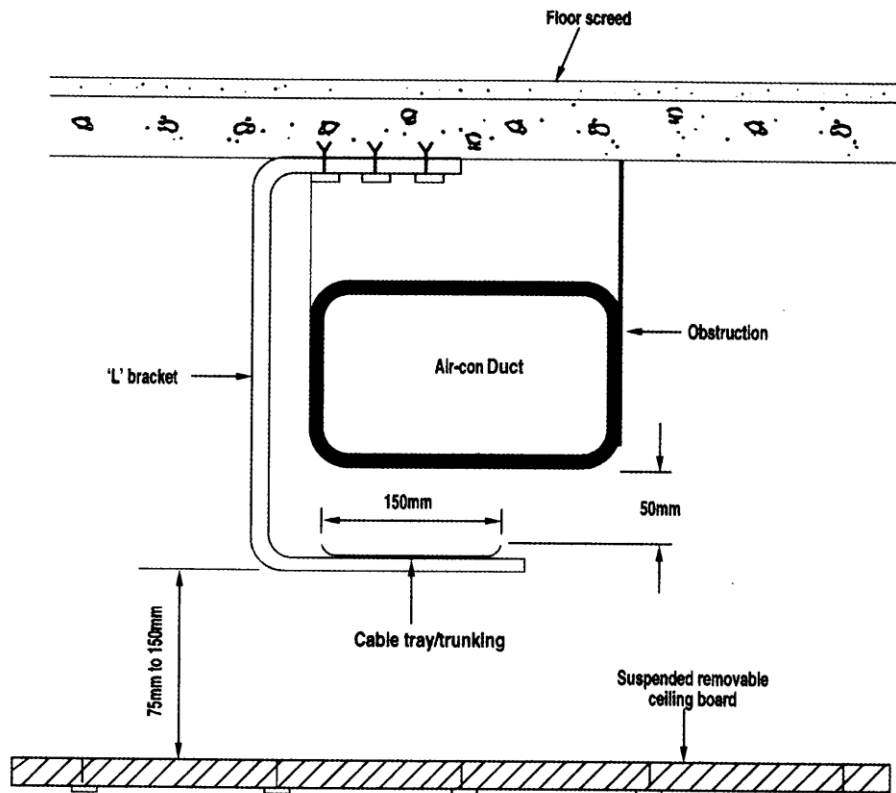 Floor screed
Obstruction
Air-con Duct
'L' bracket
150mm
50mm
75mm to 150mm
Cable tray/trunking
Suspended removable
ceiling board